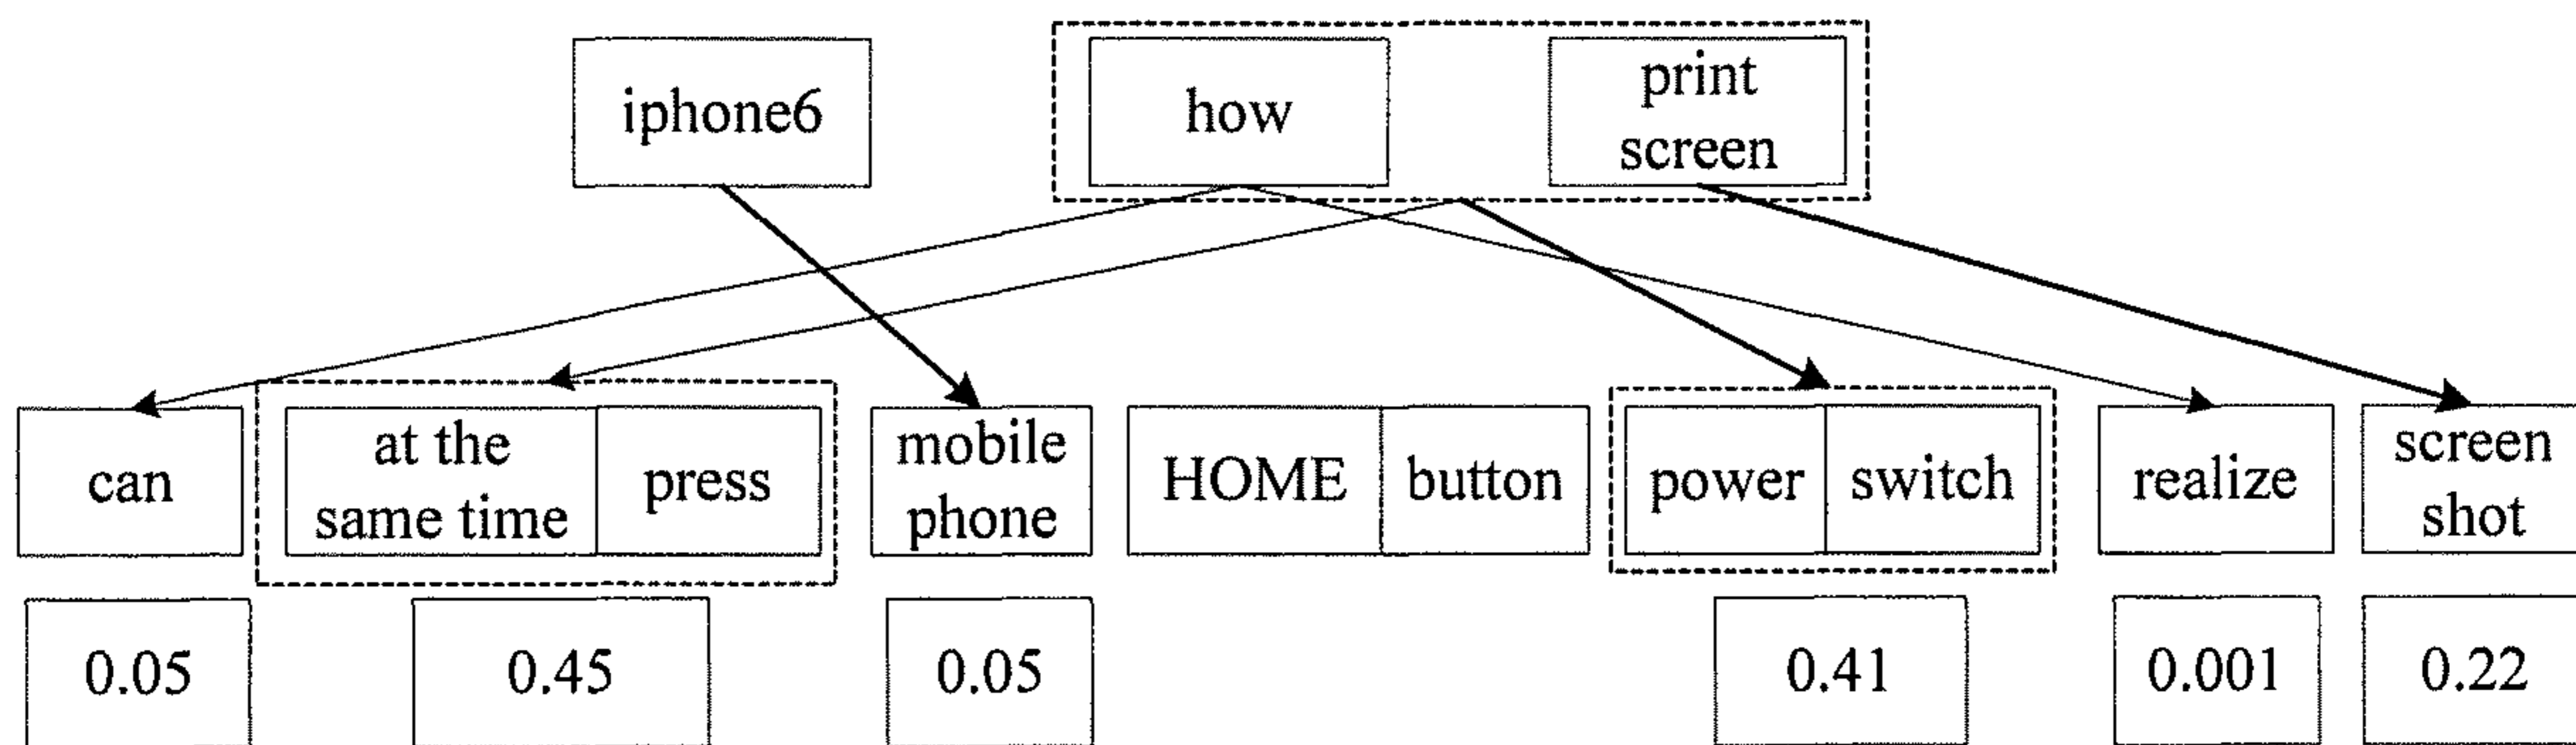 iphone6
how
print
screen
can
at the
same time
press
mobile
phone
HOME
button
power
switch
realize
screen
shot
0.05
0.45
0.05
0.41
0.001
0.22